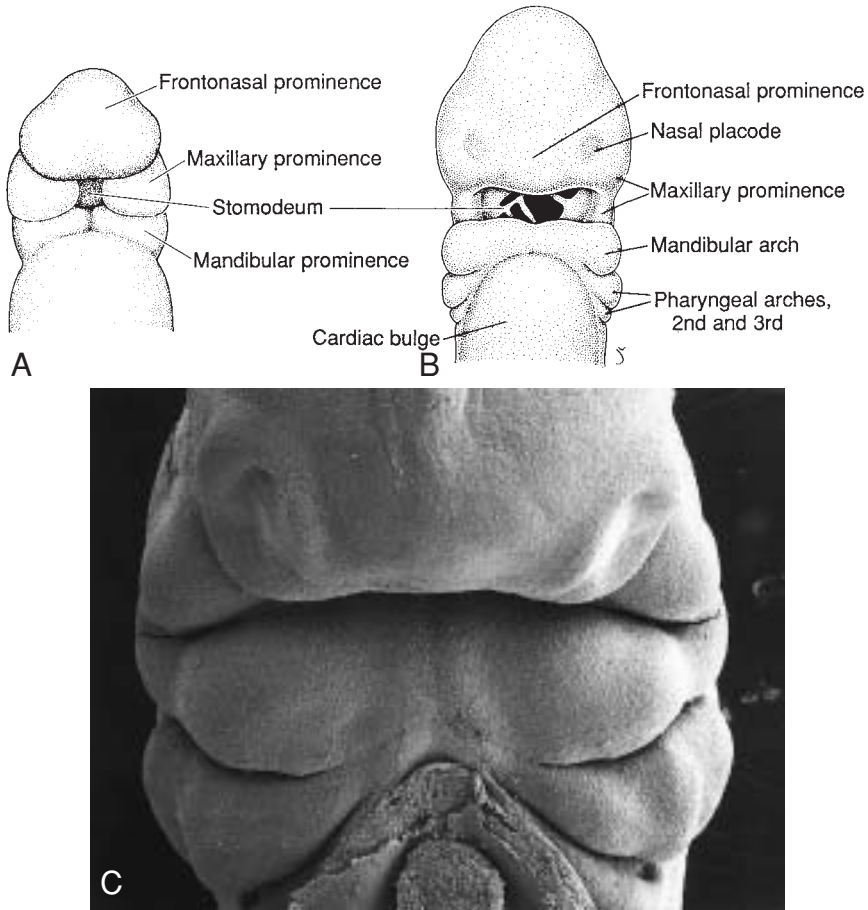 Frontonasal prominence
Maxillary prominence
Stomodeum
Mandibular prominence
A
Frontonasal prominence
Nasal placode
Maxillary prominence
Mandibular arch
Pharyngeal arches,
2nd and 3rd
Cardiac bulge
B
C